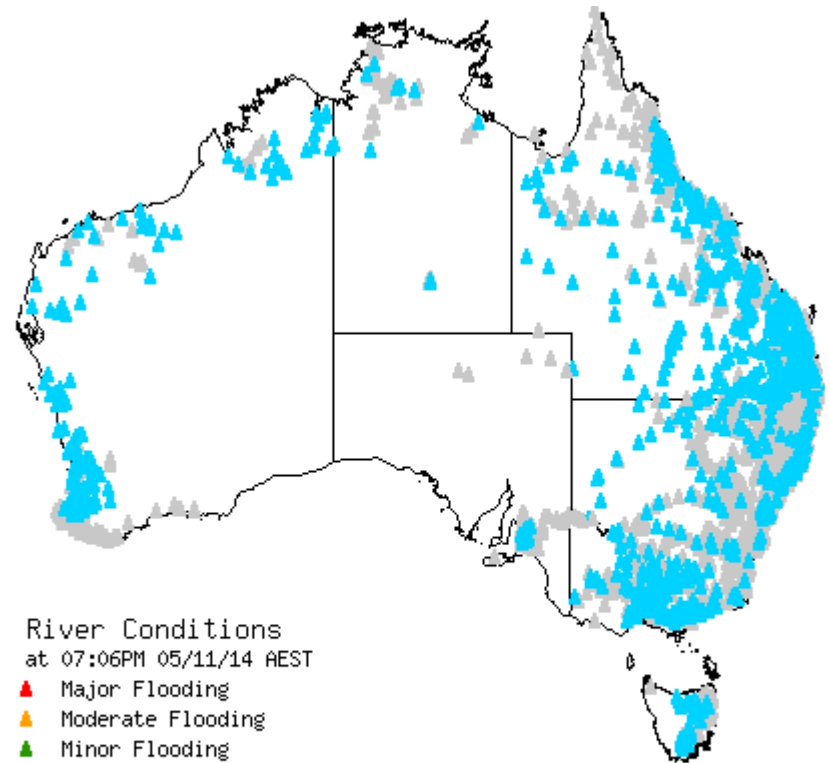 River Conditions
at 07:06PM 05/11/14 AEST
Major Flooding
Moderate Flooding
Minor Flooding